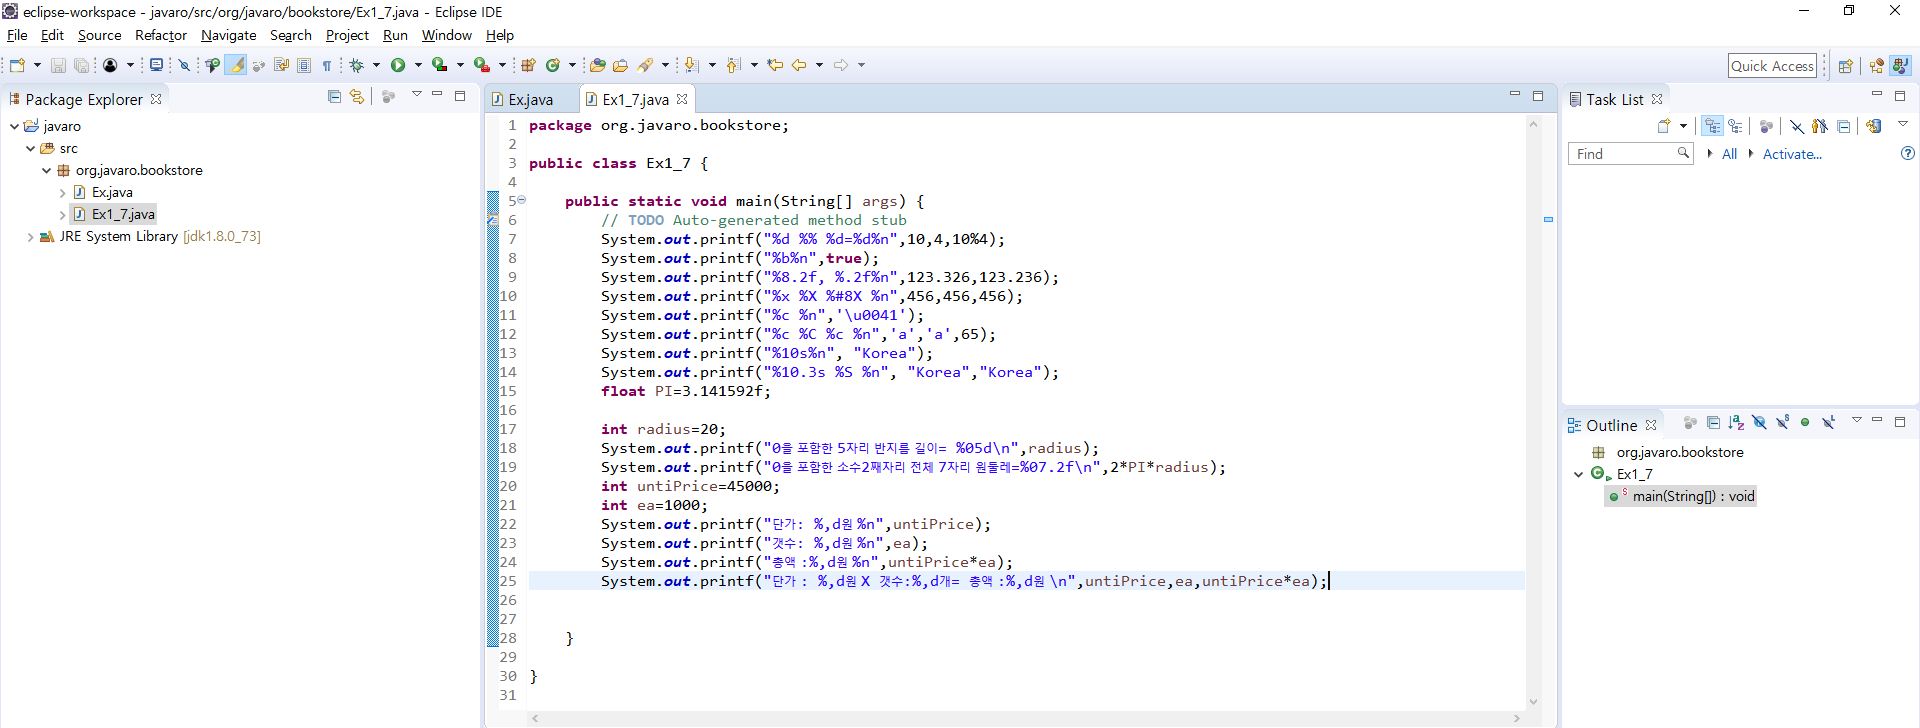 eclipse-workspace - javaro/src/org/javaro/bookstore/Ex1_7.java - Eclipse IDE
File Edit Source Refactor Navigate Search Project Run Window Help
Quick Access
Package Explorer
javaro
src
org.javaro.bookstore
Ex.java
Ex1_7.java
JRE System Library [jdk1.8.0_73]
Ex.java Ex1_7.java
1 package org.javaro.bookstore;
2
3 public class Ex1_7 {
4
5 public static void main(String[] args) {
6 // TODO Auto-generated method stub
7 System.out.printf("%d %% %d=%d%n",10,4,10%4);
8 System.out.printf("%b%n",true);
9 System.out.printf("%8.2f, %.2f%n",123.326,123.236);
10 System.out.printf("%x %X %#8X %n",456,456,456);
11 System.out.printf("%c %n",'\u0041');
12 System.out.printf("%c %C %c %n",'a','a',65);
13 System.out.printf("%10s%n", "Korea");
14 System.out.printf("%10.3s %S %n", "Korea","Korea");
15 float PI=3.141592f;
16
17 int radius=20;
18 System.out.printf("0을 포함한 5자리 반지름 길이= %05d\n",radius);
19 System.out.printf("0을 포함한 소수2째자리 전체 7자리 원둘레=%07.2f\n",2*PI*radius);
20 int untiPrice=45000;
21 int ea=1000;
22 System.out.printf("단가: %,d원 %n",untiPrice);
23 System.out.printf("갯수: %,d원 %n",ea);
24 System.out.printf("총액 :%,d원 %n",untiPrice*ea);
25 System.out.printf("단가 : %,d원 X 갯수:%,d개= 총액 :%,d원 \n",untiPrice,ea,untiPrice*ea);
26
27
28 }
29
30 }
31
Task List
Find All Activate...
Outline
org.javaro.bookstore
Ex1_7
main(String[]) : void